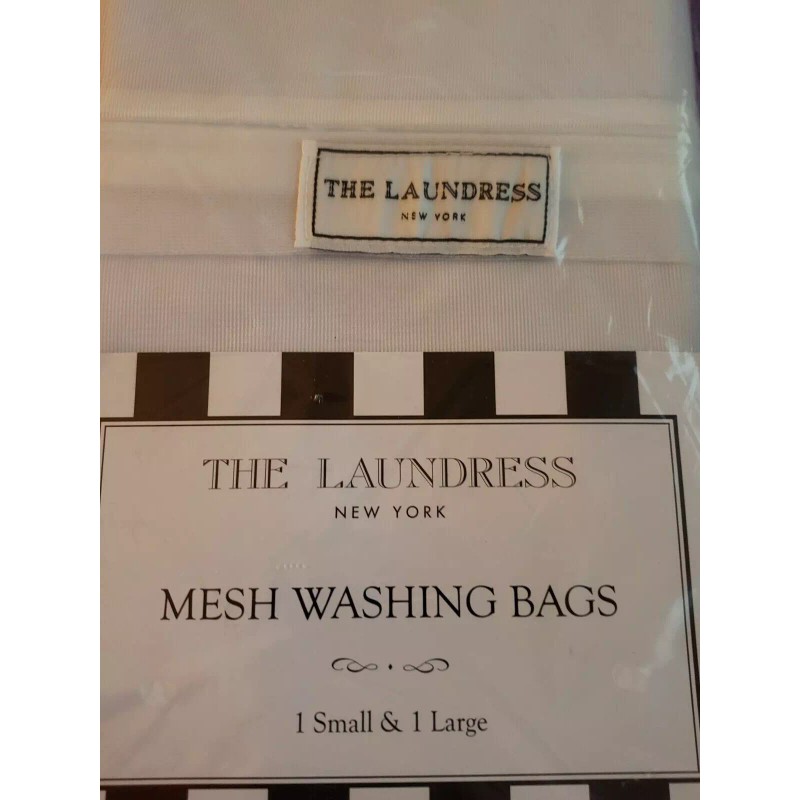 THE LAUNDRESS
NEW YORK
THE LAUNDRESS
NEW YORK
MESH WASHING BAGS
1 Small & 1 Large